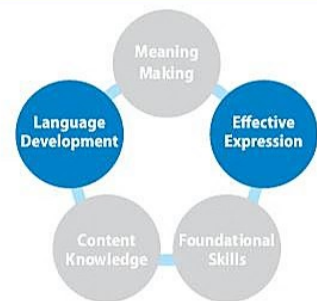 Meaning
Making
Language
Development
Effective
Expression
Content
Knowledge
Foundational
Skills